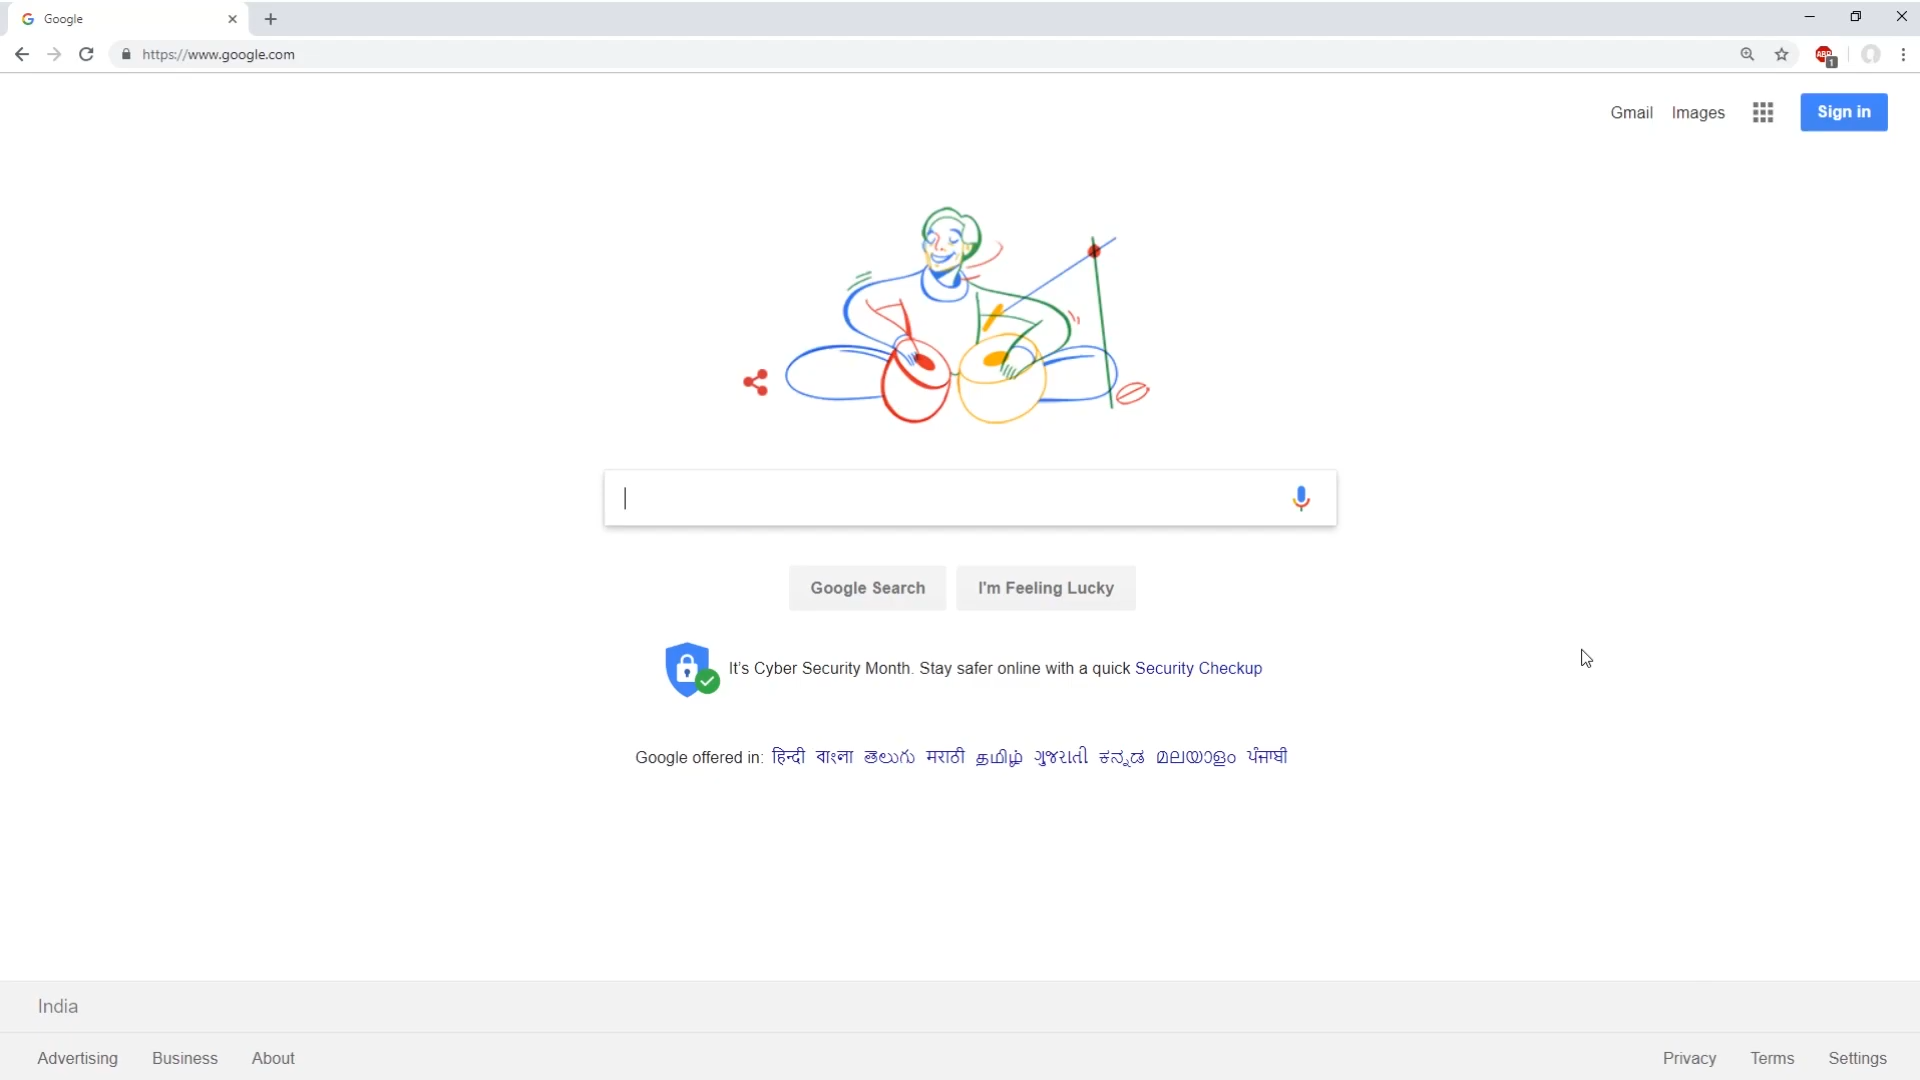 Google
https://www.google.com
ABP
1
Gmail Images Sign in
Google Search I'm Feeling Lucky
It's Cyber Security Month. Stay safer online with a quick Security Checkup
Google offered in: हिन्दी বাংলা తెలుగు मराठी தமிழ் ગુજરાતી ಕನ್ನಡ മലയാളം ਪੰਜਾਬੀ
India
Advertising Business About Privacy Terms Settings